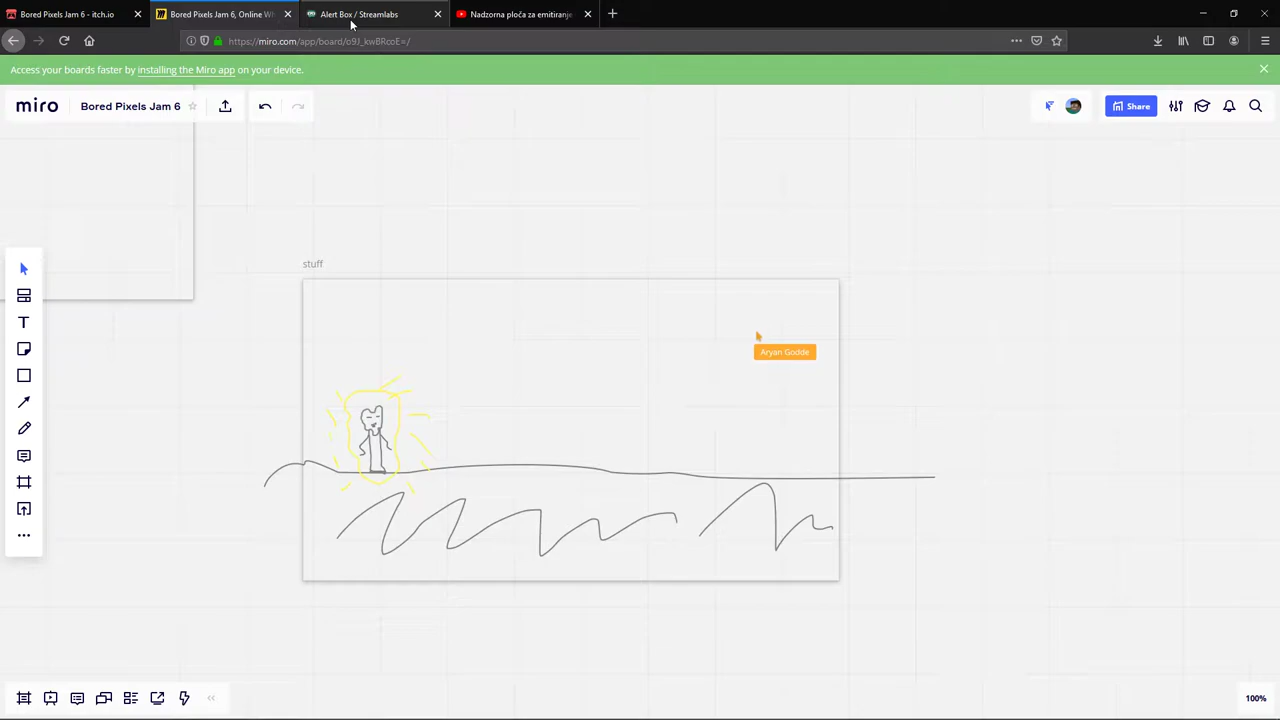 Bored Pixels Jam 6 - itch.io
Bored Pixels Jam 6, Online Wh
Alert Box / Streamlabs
Nadzorna ploča za emitiranje
https://miro.com/app/board/o9J_kwBRcoE=/
Access your boards faster by installing the Miro app on your device.
miro
Bored Pixels Jam 6
Share
stuff
Aryan Godde
T
100%